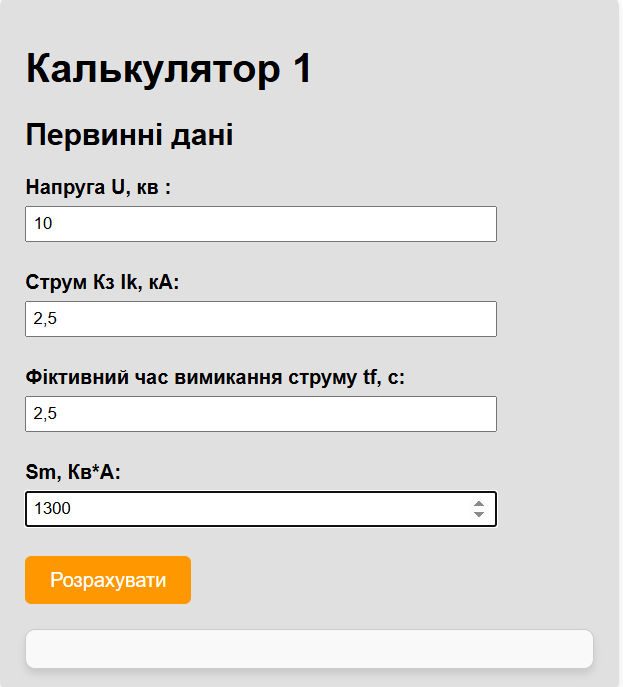 Калькулятор 1
Первинні дані
Напруга U, кв :
10
Струм Кз Ik, кА:
2,5
Фіктивний час вимикання струму tf, с:
2,5
Sm, Кв*А:
1300
Розрахувати